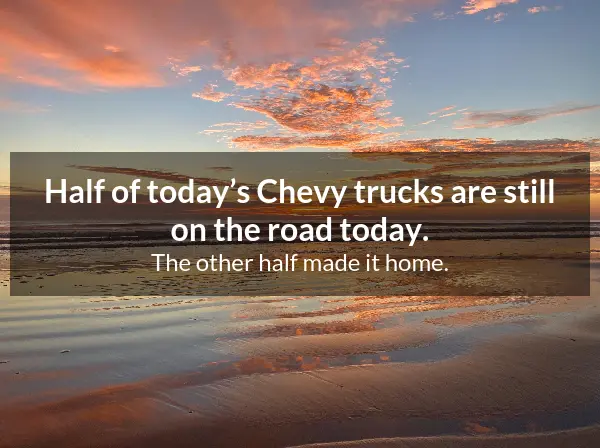 Half of today’s Chevy trucks are still
on the road today.
The other half made it home.